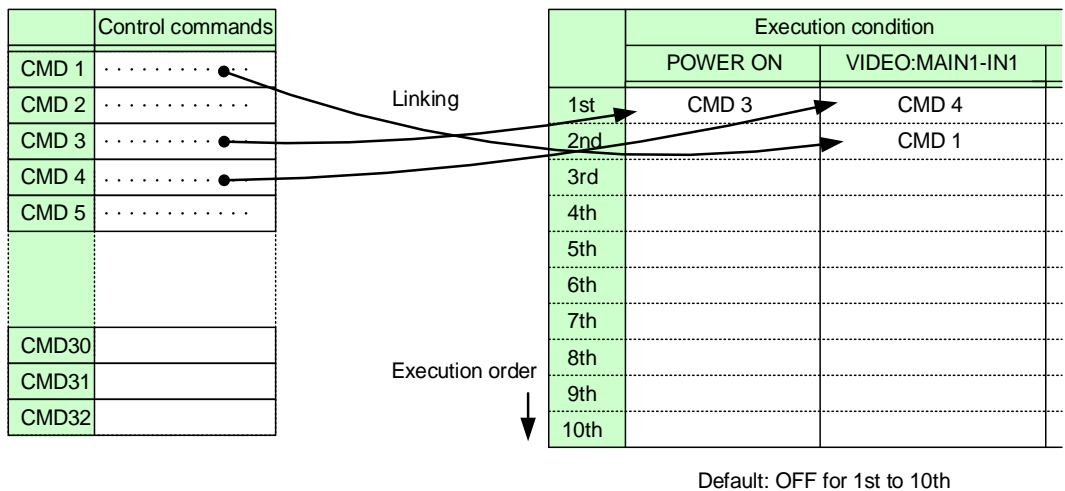 Control commands
CMD 1 . . . . . . . . . . . .
CMD 2 . . . . . . . . . . . .
CMD 3 . . . . . . . . . . . .
CMD 4 . . . . . . . . . . . .
CMD 5 . . . . . . . . . . . .
CMD30
CMD31
CMD32
Linking
Execution order
Execution condition
POWER ON VIDEO:MAIN1-IN1
1st CMD 3 CMD 4
2nd CMD 1
3rd
4th
5th
6th
7th
8th
9th
10th
Default: OFF for 1st to 10th